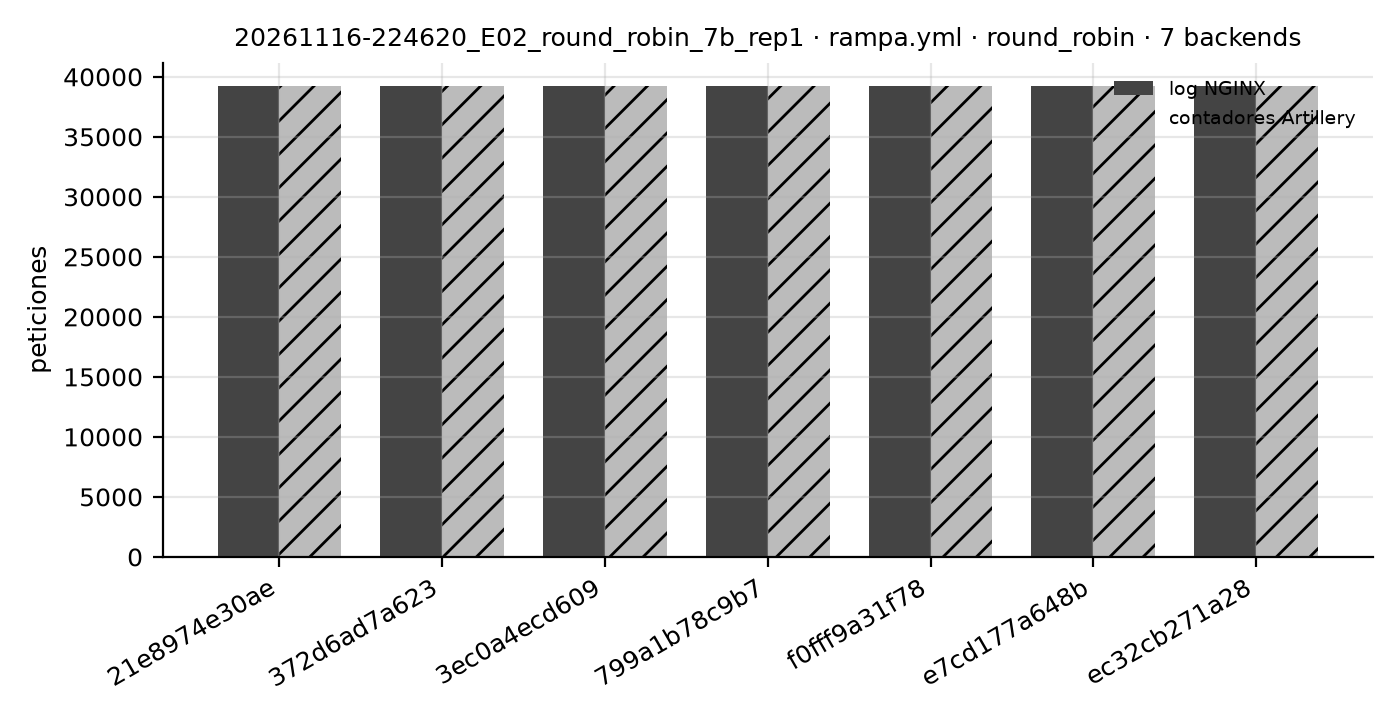 20261116-224620_E02_round_robin_7b_rep1 · rampa.yml · round_robin · 7 backends
log NGINX
contadores Artillery
peticiones
40000
35000
30000
25000
20000
15000
10000
5000
0
21e8974e30ae
372d6ad7a623
3ec0a4ecd609
799a1b78c9b7
f0fff9a31f78
e7cd177a648b
ec32cb271a28